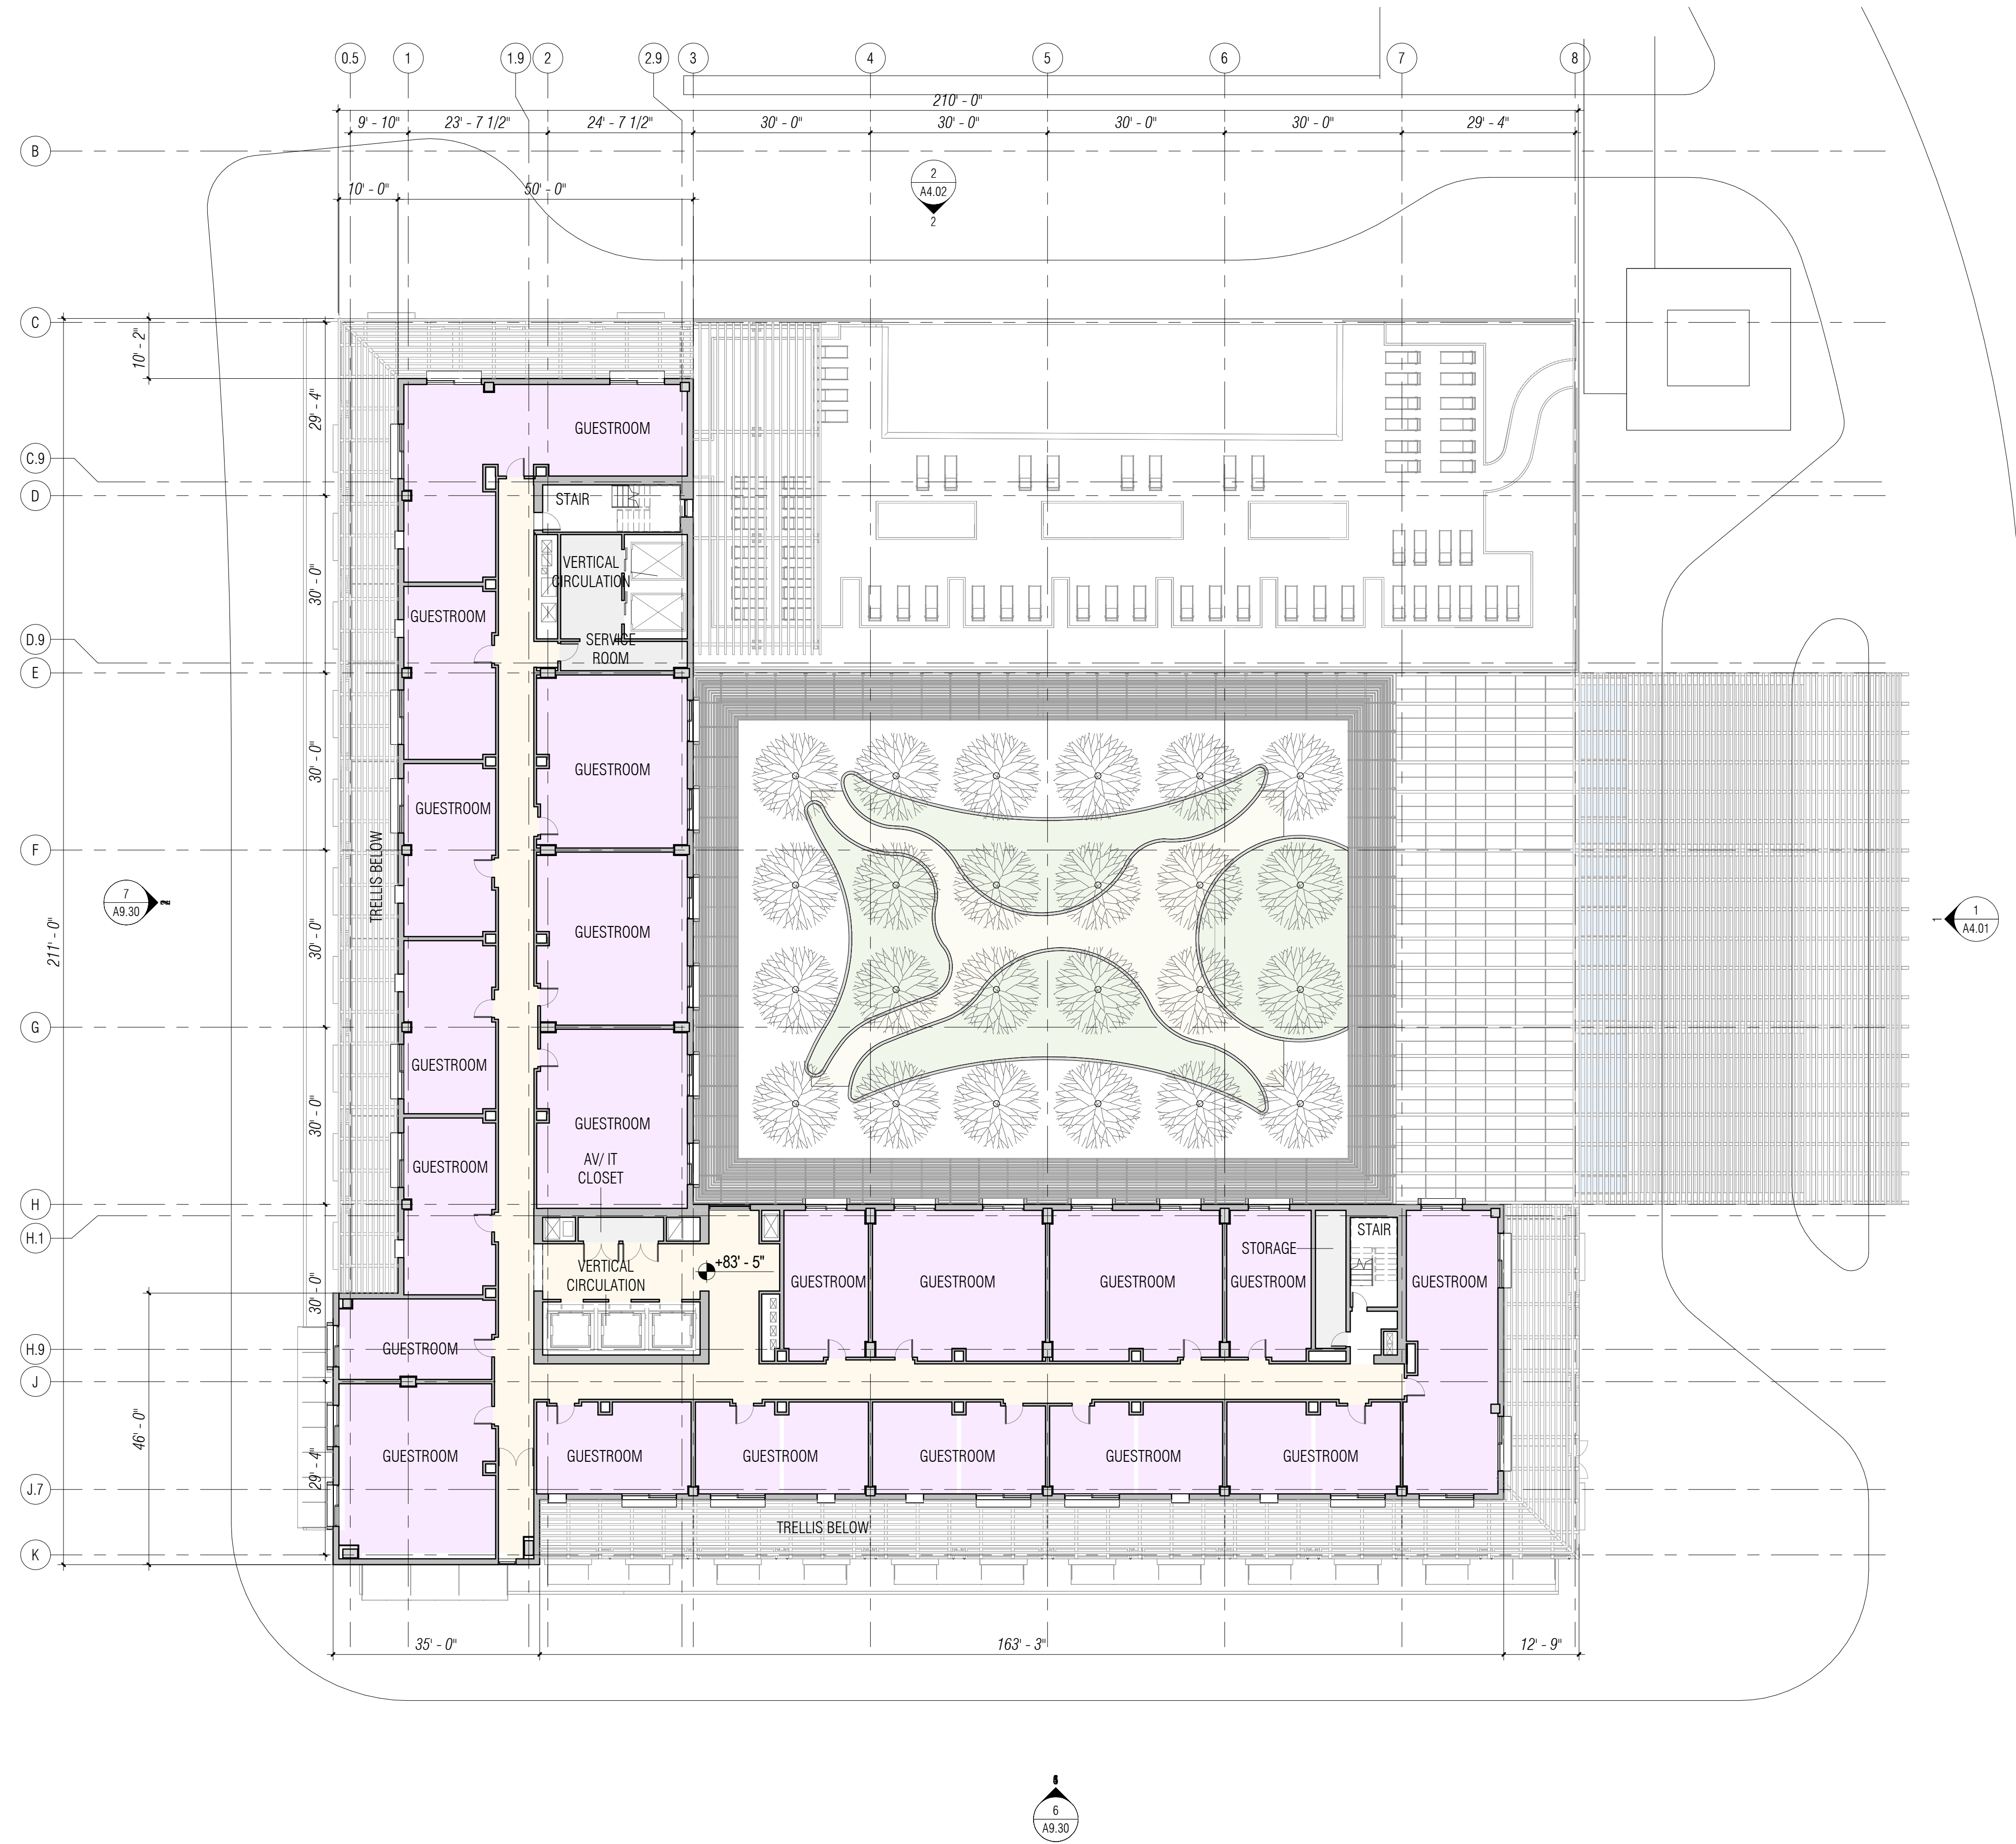 0.5 1 1.9 2 2.9 3 4 5 6 7 8
210' - 0"
9' - 10" 23' - 7 1/2" 24' - 7 1/2" 30' - 0" 30' - 0" 30' - 0" 30' - 0" 29' - 4"
B
2
A4.02
2
10' - 0" 50' - 0"
C
10' - 2"
29' - 4"
GUESTROOM
C.9
D
STAIR
VERTICAL
CIRCULATION
30' - 0"
GUESTROOM
D.9
SERVICE
ROOM
E
30' - 0"
GUESTROOM
GUESTROOM
F
TRELLIS BELOW
7
A9.30
211' - 0"
30' - 0"
GUESTROOM
1
A4.01
1
G
GUESTROOM
30' - 0"
GUESTROOM
AV/ IT
CLOSET
GUESTROOM
H
H.1
STAIR
STORAGE
VERTICAL
CIRCULATION
+83' - 5"
30' - 0"
GUESTROOM GUESTROOM GUESTROOM GUESTROOM GUESTROOM
H.9
GUESTROOM
J
46' - 0"
29' - 4"
GUESTROOM GUESTROOM GUESTROOM GUESTROOM GUESTROOM GUESTROOM
J.7
TRELLIS BELOW
K
35' - 0" 163' - 3" 12' - 9"
6
A9.30